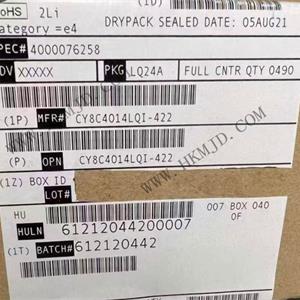 (1D)
oHS 2Li DRYPACK SEALED DATE: 05AUG21
ategory =e4
PEC# 4000076258
DV XXXXX PKG LQ24A FULL CNTR QTY 0490
(1P) MFR# CY8C4014LQI-422
(P) OPN CY8C4014LQI-422
(1Z) BOX ID
LOT#
HU 007 BOX 040
OF
HULN 61212044200007
(1T) BATCH# 612120442
WWW.HKMJD.COM